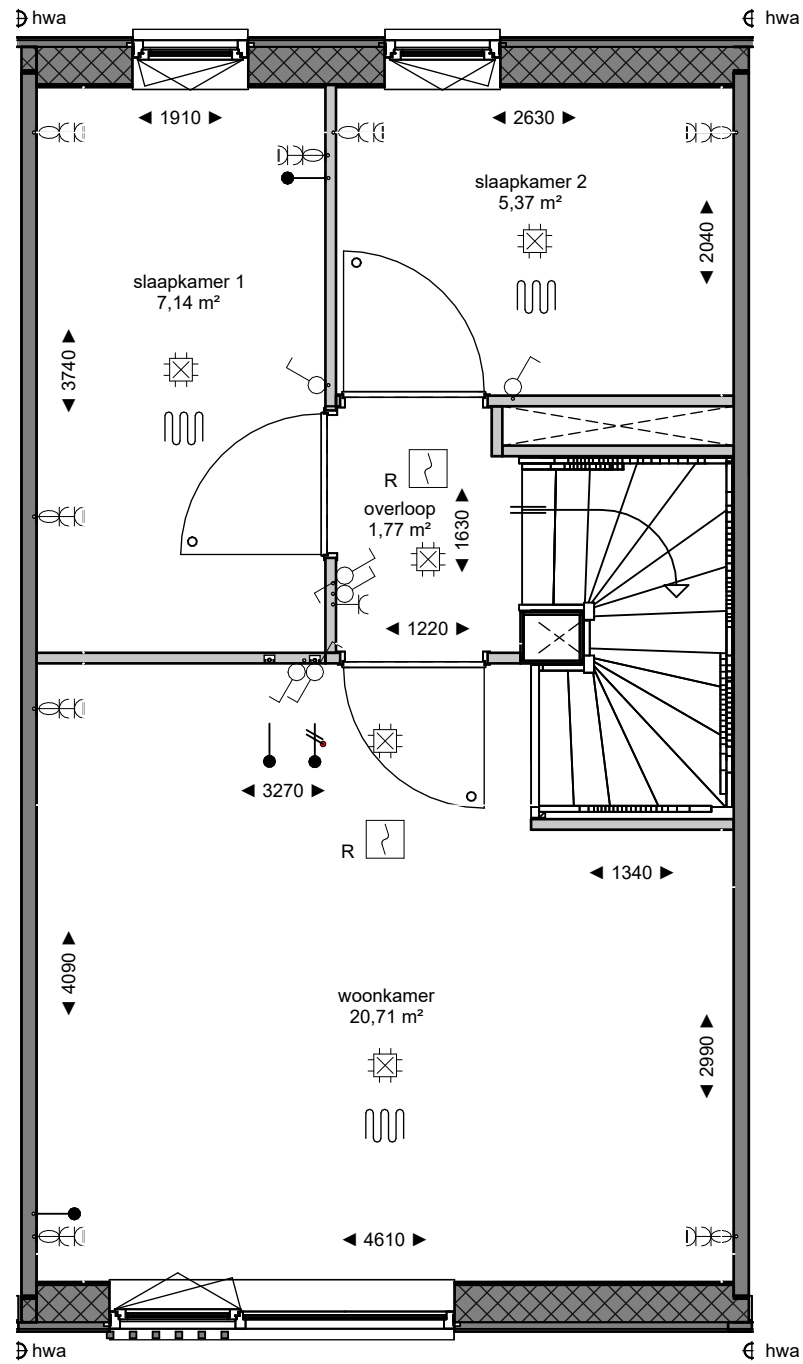 hwa
hwa
1910
2630
slaapkamer 2
5,37 m²
2040
slaapkamer 1
7,14 m²
3740
R
overloop
1,77 m²
1630
1220
3270
R
1340
4090
woonkamer
20,71 m²
2990
4610
hwa
hwa